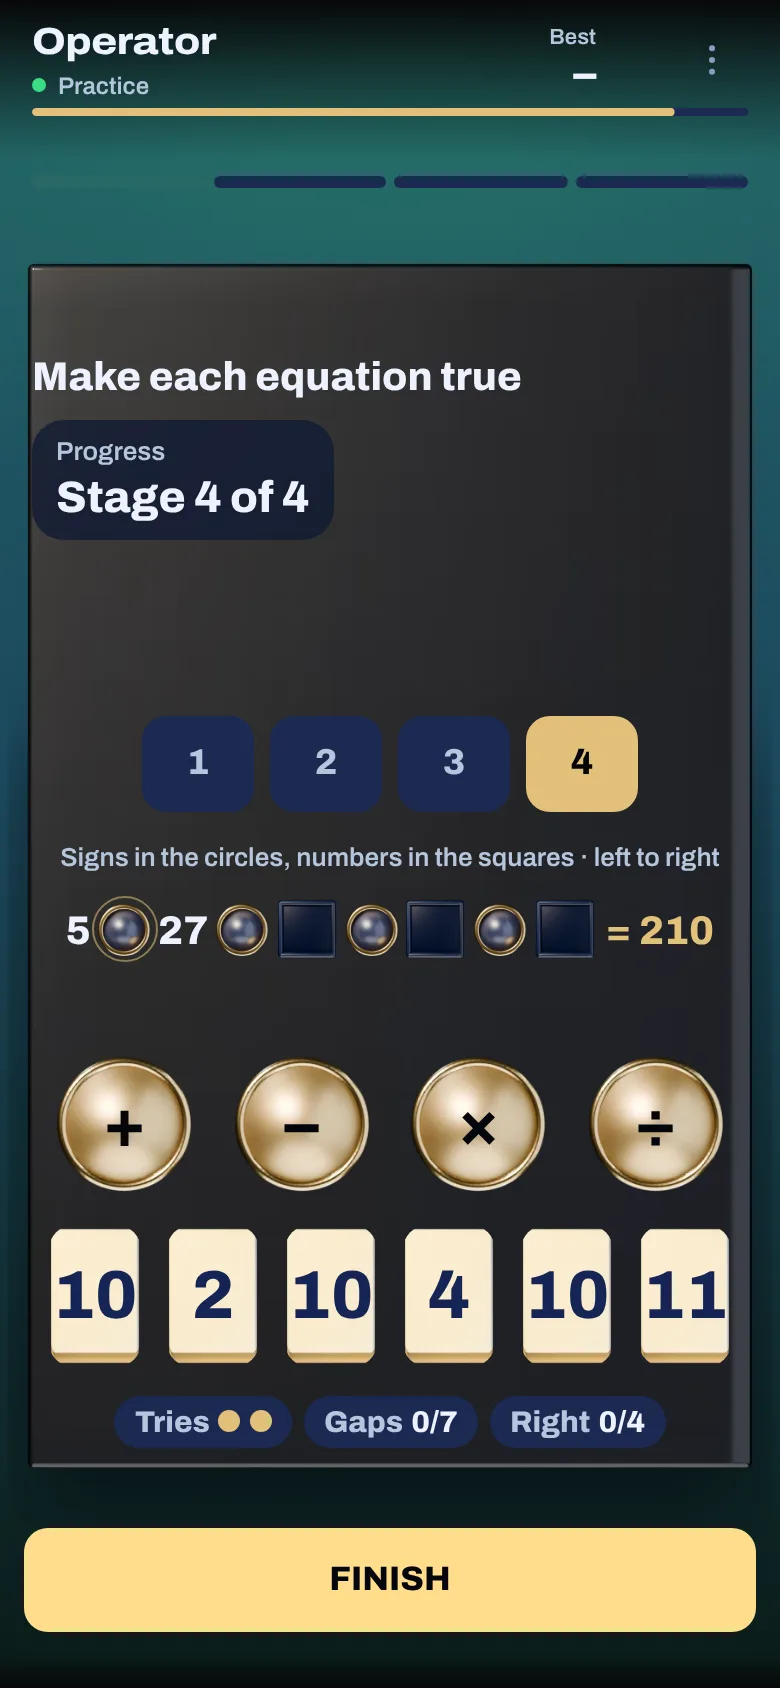 Operator
Best
Practice
–
Make each equation true
Progress
Stage 4 of 4
1 2 3 4
Signs in the circles, numbers in the squares · left to right
5 27 = 210
+ − × ÷
10 2 10 4 10 11
Tries Gaps 0/7 Right 0/4
FINISH